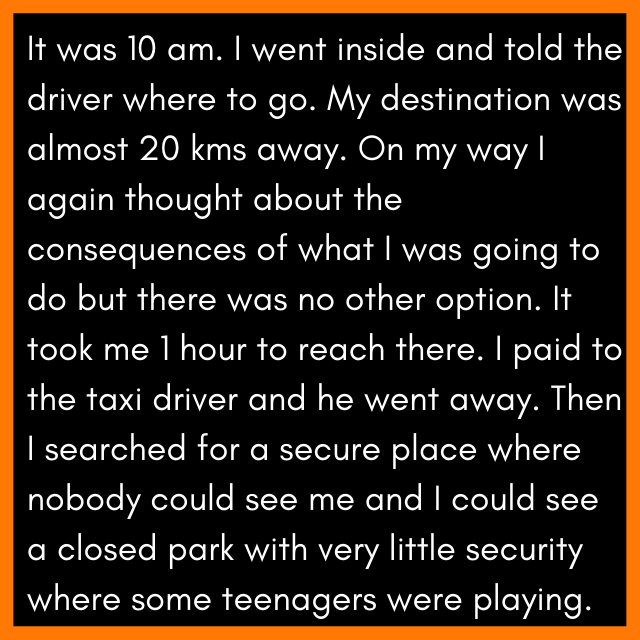 It was 10 am. I went inside and told the
driver where to go. My destination was
almost 20 kms away. On my way I
again thought about the
consequences of what I was going to
do but there was no other option. It
took me 1 hour to reach there. I paid to
the taxi driver and he went away. Then
I searched for a secure place where
nobody could see me and I could see
a closed park with very little security
where some teenagers were playing.